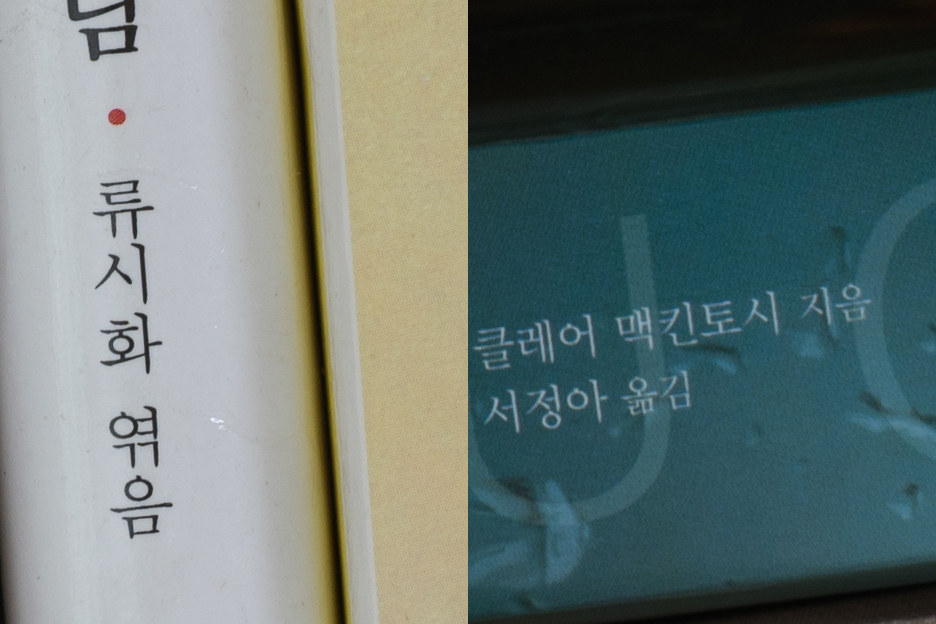 님
류시화 엮음
클레어 맥킨토시 지음
서정아 옮김